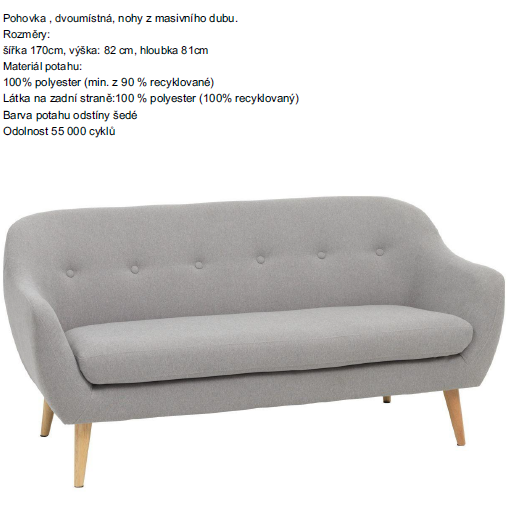 Pohovka , dvoumístná, nohy z masivního dubu.
Rozměry:
šířka 170cm, výška: 82 cm, hloubka 81cm
Materiál potahu:
100% polyester (min. z 90 % recyklované)
Látka na zadní straně:100 % polyester (100% recyklovaný)
Barva potahu odstíny šedé
Odolnost 55 000 cyklů